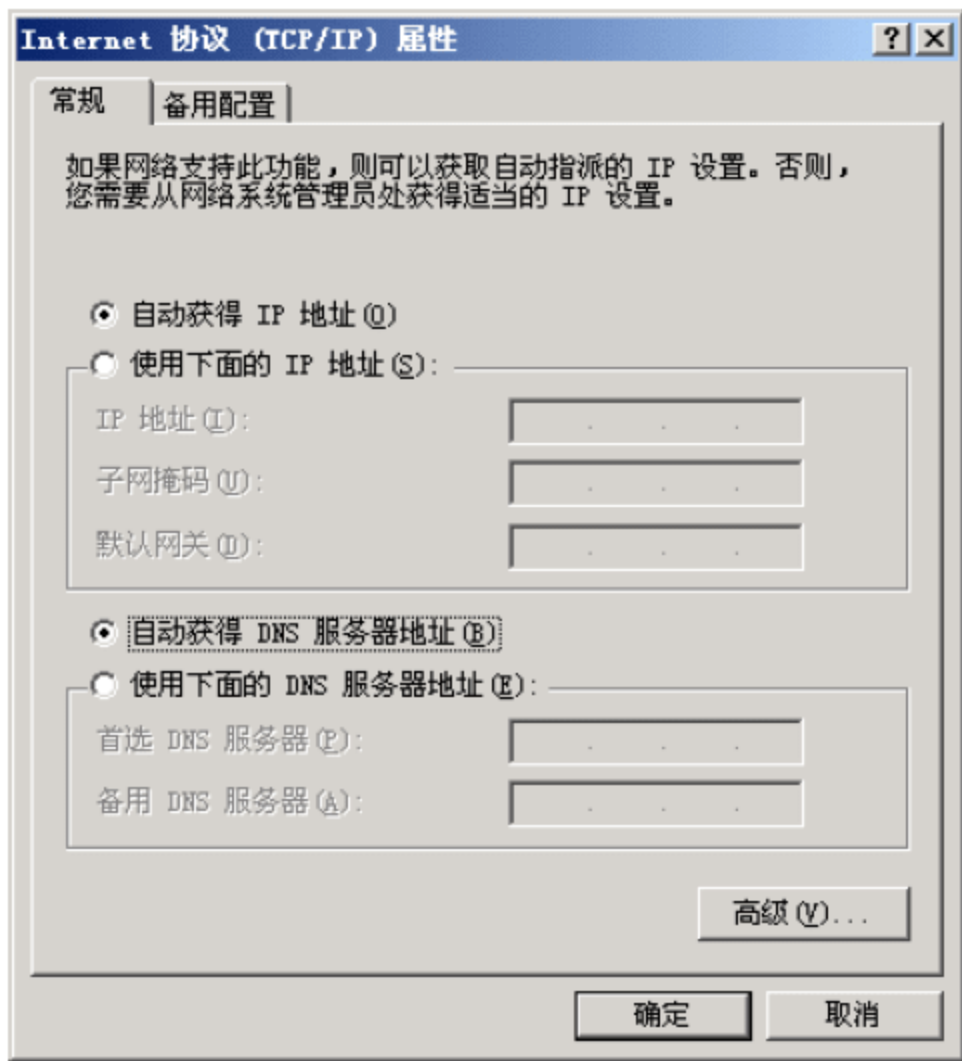 Internet 协议 (TCP/IP) 属性
常规 备用配置
如果网络支持此功能，则可以获取自动指派的 IP 设置。否则，
您需要从网络系统管理员处获得适当的 IP 设置。
自动获得 IP 地址(O)
使用下面的 IP 地址(S):
IP 地址(I):
子网掩码(U):
默认网关(D):
自动获得 DNS 服务器地址(B)
使用下面的 DNS 服务器地址(E):
首选 DNS 服务器(P):
备用 DNS 服务器(A):
高级(V)...
确定 取消